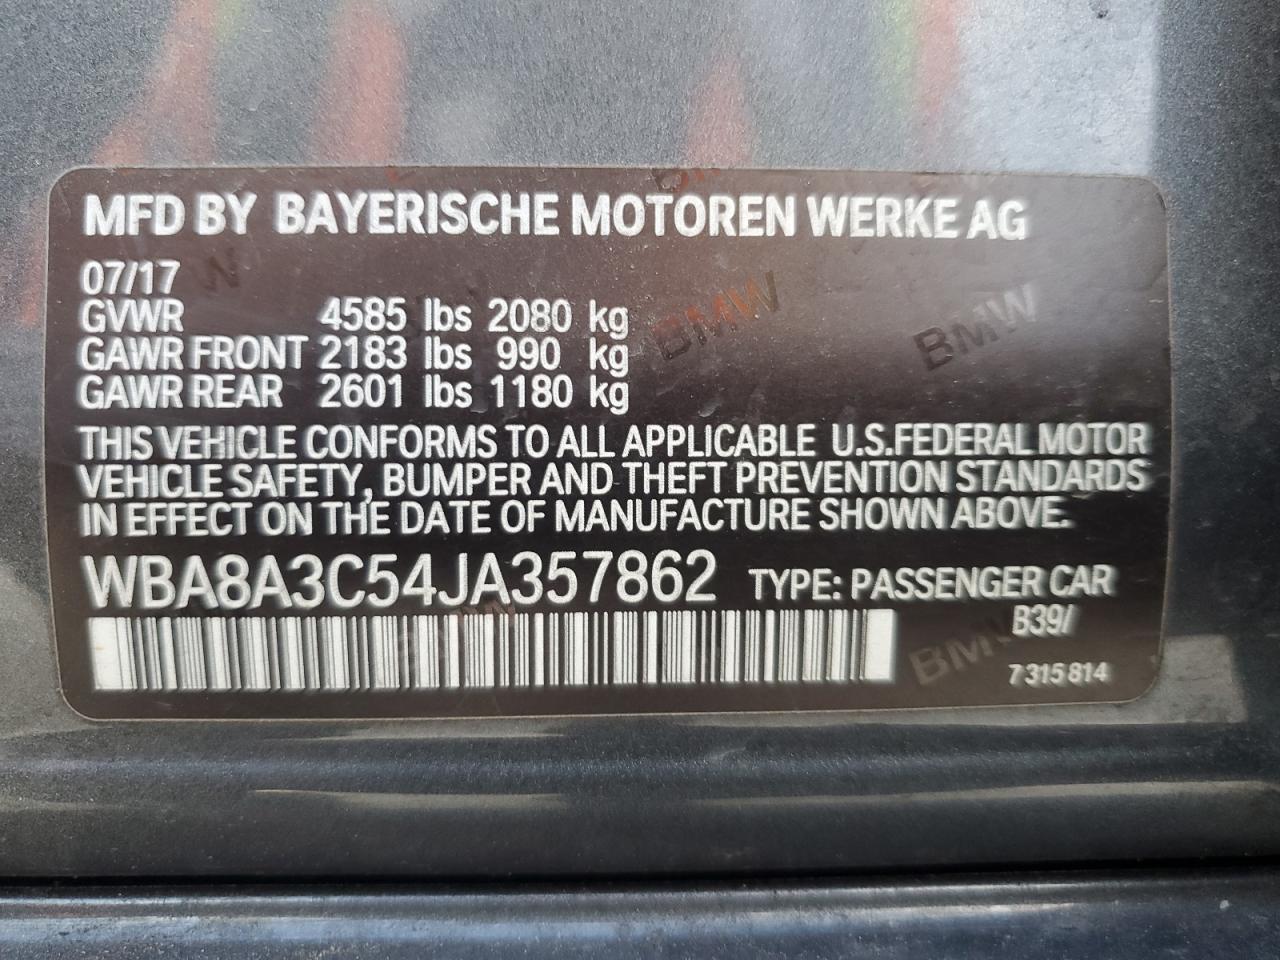 MFD BY BAYERISCHE MOTOREN WERKE AG
07/17
GVWR 4585 lbs 2080 kg
GAWR FRONT 2183 lbs 990 kg
GAWR REAR 2601 lbs 1180 kg
THIS VEHICLE CONFORMS TO ALL APPLICABLE U.S.FEDERAL MOTOR
VEHICLE SAFETY, BUMPER AND THEFT PREVENTION STANDARDS
IN EFFECT ON THE DATE OF MANUFACTURE SHOWN ABOVE.
WBA8A3C54JA357862 TYPE: PASSENGER CAR
B39/
7 315 814
BMW
BMW
BMW